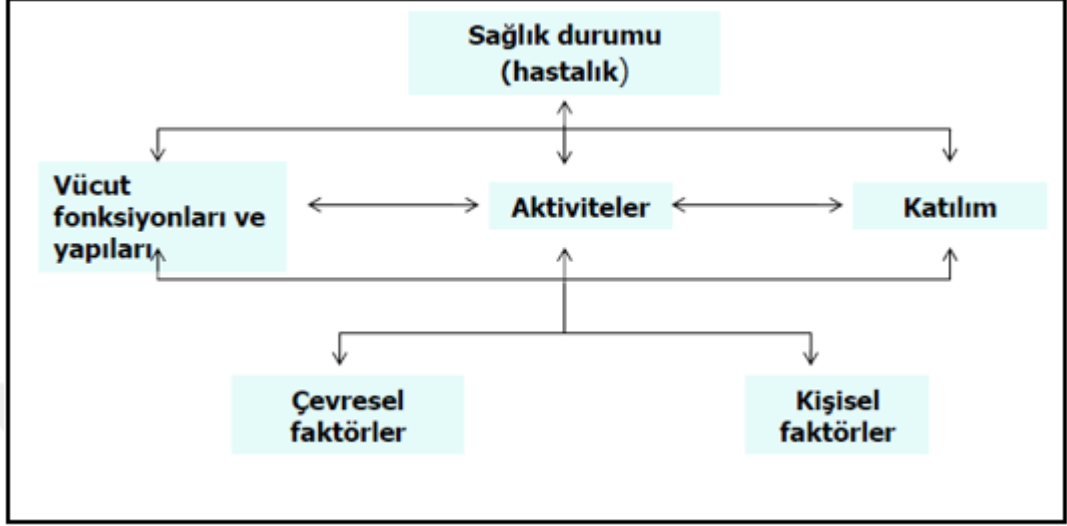 Sağlık durumu
(hastalık)
Vücut
fonksiyonları ve
yapıları
Aktiviteler
Katılım
Çevresel
faktörler
Kişisel
faktörler